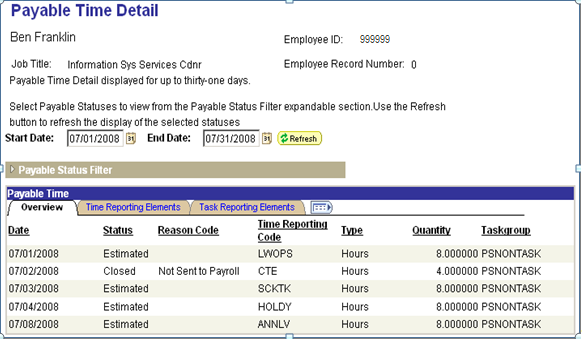 Payable Time Detail
Ben Franklin
Employee ID: 999999
Job Title: Information Sys Services Cdnr
Employee Record Number: 0
Payable Time Detail displayed for up to thirty-one days.
Select Payable Statuses to view from the Payable Status Filter expandable section.Use the Refresh
button to refresh the display of the selected statuses
Start Date: 07/01/2008 31 End Date: 07/31/2008 31 Refresh
Payable Status Filter
Payable Time
Overview Time Reporting Elements Task Reporting Elements
Date Status Reason Code Time Reporting Code Type Quantity Taskgroup
07/01/2008 Estimated LWOPS Hours 8.000000 PSNONTASK
07/02/2008 Closed Not Sent to Payroll CTE Hours 4.000000 PSNONTASK
07/03/2008 Estimated SCKTK Hours 8.000000 PSNONTASK
07/04/2008 Estimated HOLDY Hours 8.000000 PSNONTASK
07/08/2008 Estimated ANNLV Hours 8.000000 PSNONTASK